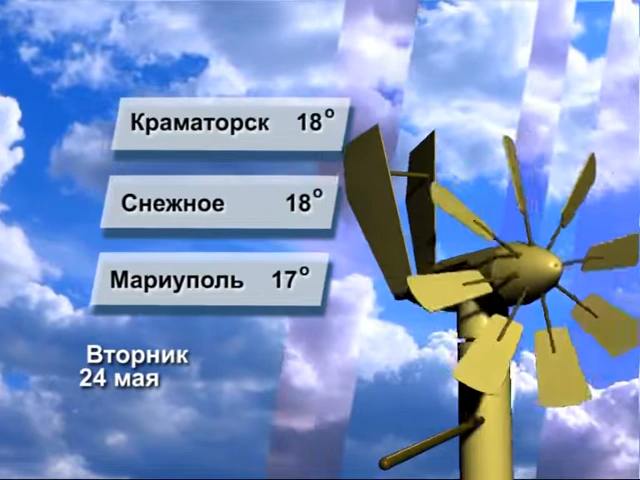 Краматорск 18°
Снежное 18°
Мариуполь 17°
Вторник
24 мая